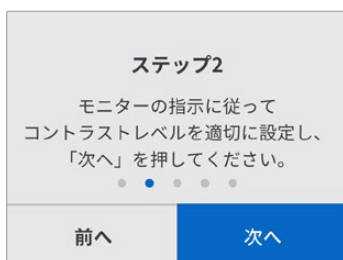 ステップ2
モニターの指示に従って
コントラストレベルを適切に設定し、
「次へ」を押してください。
前へ
次へ